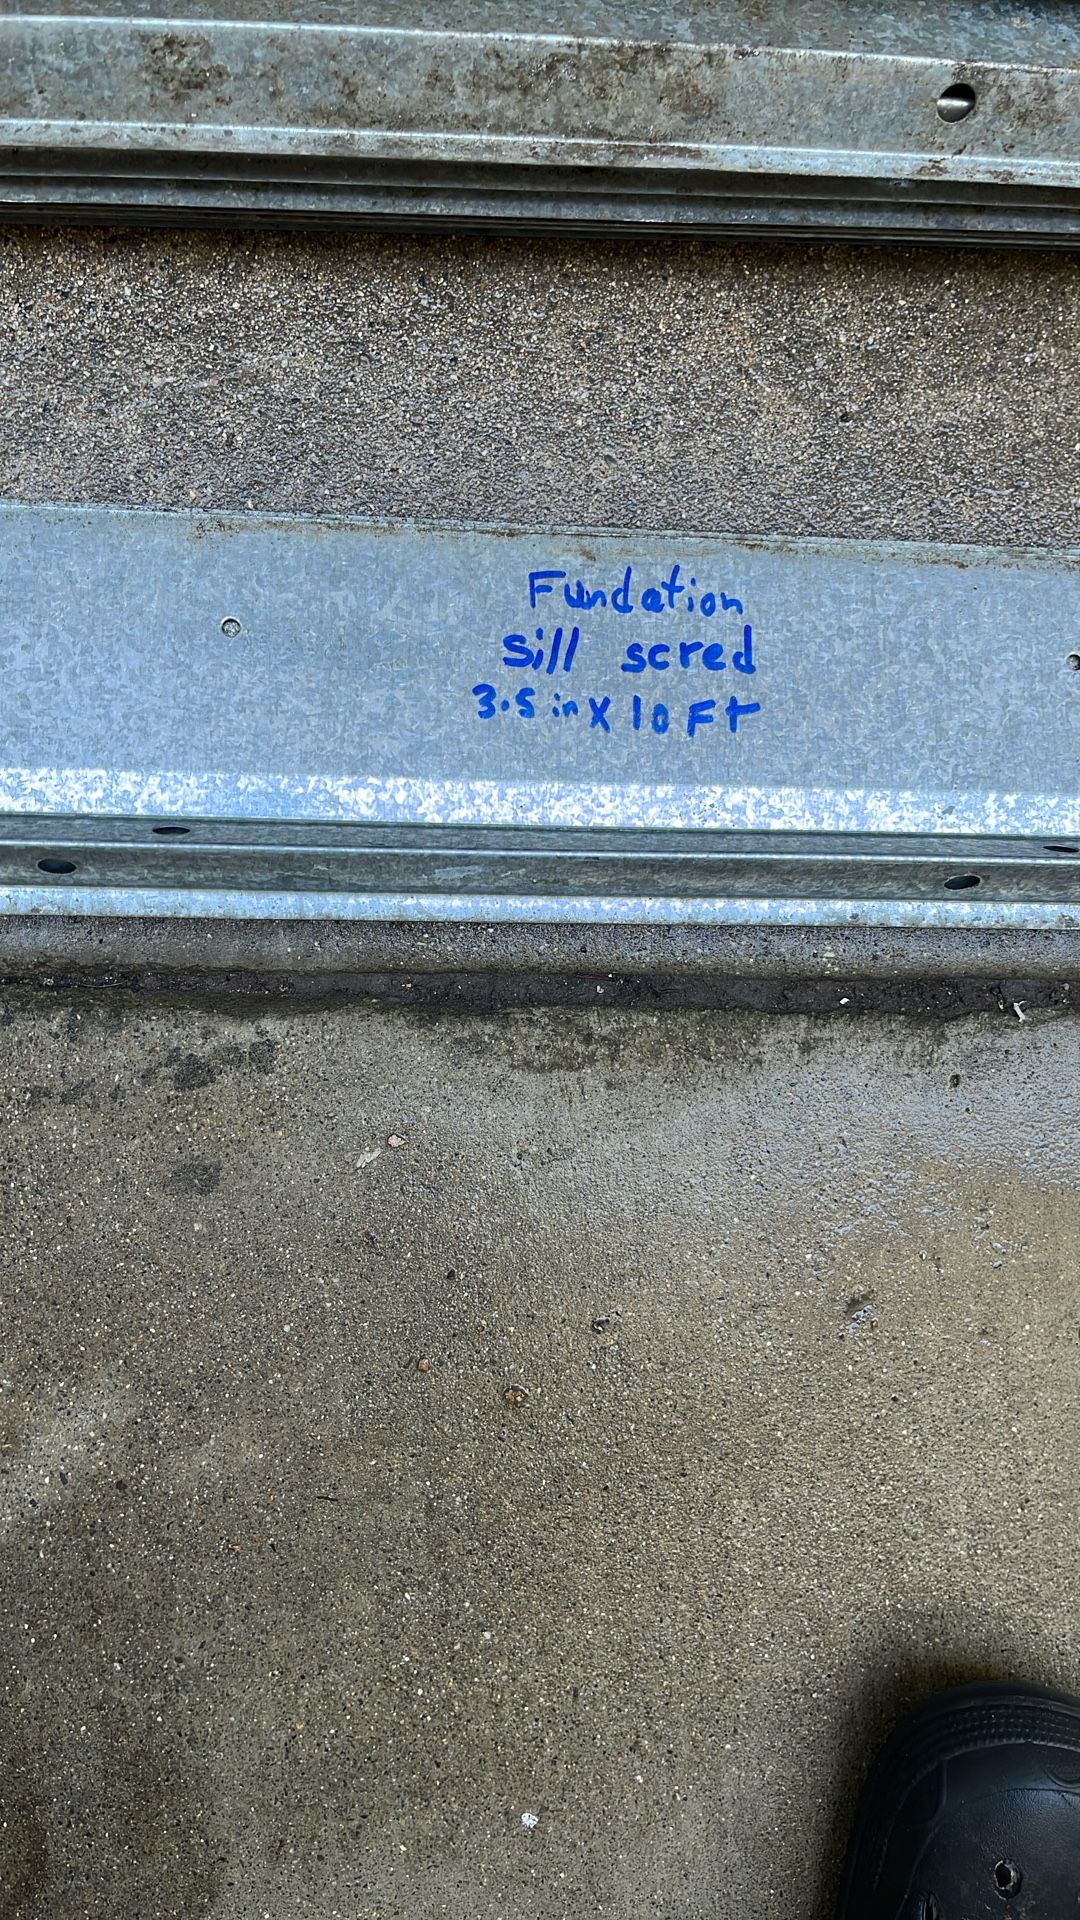 Fundation
Sill scred
3.5 in X 10 Ft